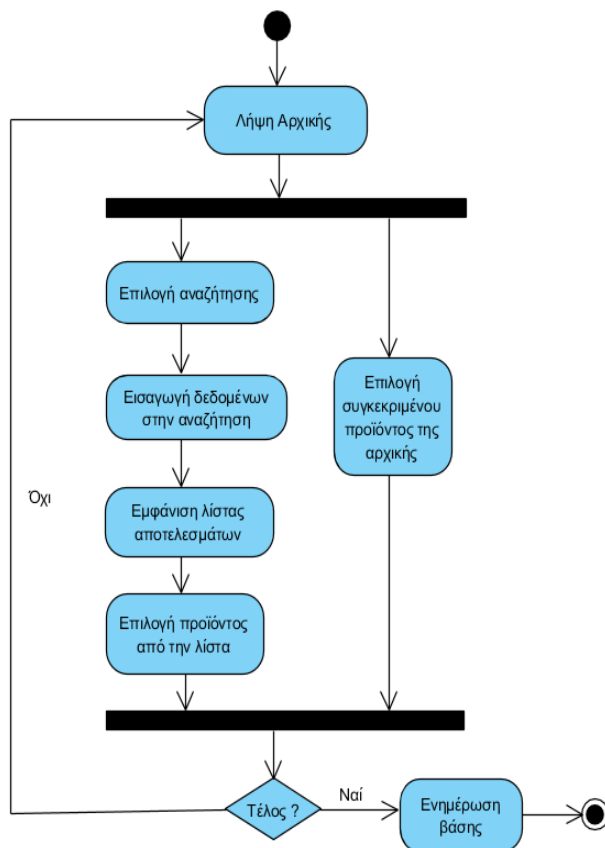 Λήψη Αρχικής
Επιλογή αναζήτησης
Εισαγωγή δεδομένων
στην αναζήτηση
Επιλογή
συγκεκριμένου
προϊόντος της
αρχικής
Όχι
Εμφάνιση λίστας
αποτελεσμάτων
Επιλογή προϊόντος
από την λίστα
Τέλος ?
Ναί
Ενημέρωση
βάσης